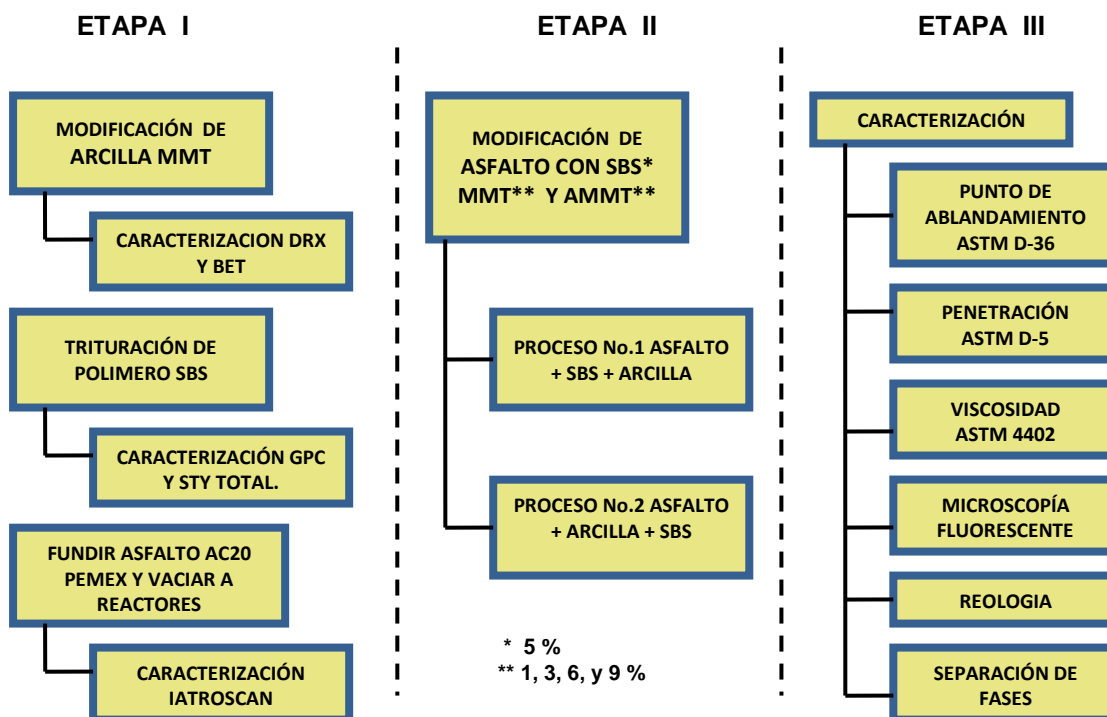 ETAPA I
MODIFICACIÓN DE
ARCILLA MMT
CARACTERIZACION DRX
Y BET
TRITURACIÓN DE
POLIMERO SBS
CARACTERIZACIÓN GPC
Y STY TOTAL.
FUNDIR ASFALTO AC20
PEMEX Y VACIAR A
REACTORES
CARACTERIZACIÓN
IATROSCAN
ETAPA II
MODIFICACIÓN DE
ASFALTO CON SBS*
MMT** Y AMMT**
PROCESO No.1 ASFALTO
+ SBS + ARCILLA
PROCESO No.2 ASFALTO
+ ARCILLA + SBS
* 5 %
** 1, 3, 6, y 9 %
ETAPA III
CARACTERIZACIÓN
PUNTO DE
ABLANDAMIENTO
ASTM D-36
PENETRACIÓN
ASTM D-5
VISCOSIDAD
ASTM 4402
MICROSCOPÍA
FLUORESCENTE
REOLOGIA
SEPARACIÓN DE
FASES